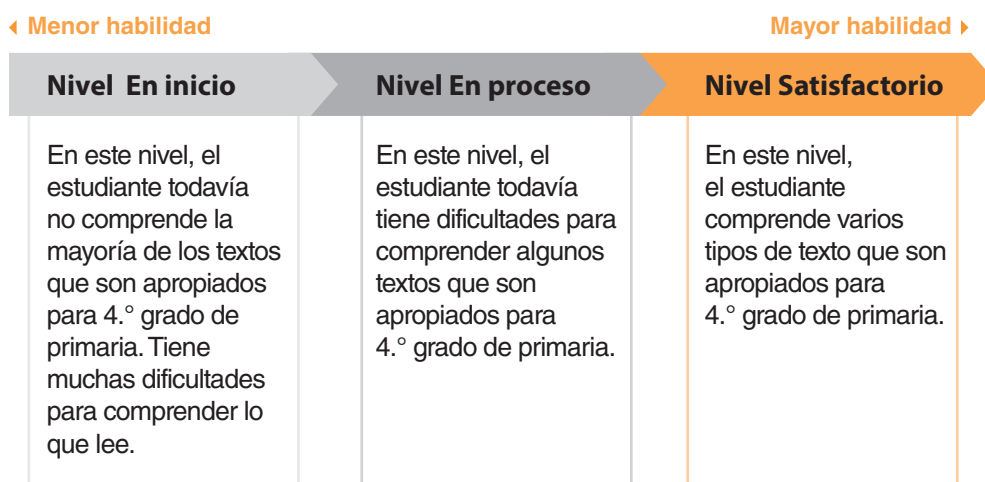 Menor habilidad
Mayor habilidad
Nivel En inicio
Nivel En proceso
Nivel Satisfactorio
En este nivel, el
estudiante todavía
no comprende la
mayoría de los textos
que son apropiados
para 4.° grado de
primaria. Tiene
muchas dificultades
para comprender lo
que lee.
En este nivel, el
estudiante todavía
tiene dificultades para
comprender algunos
textos que son
apropiados para
4.° grado de primaria.
En este nivel,
el estudiante
comprende varios
tipos de texto que son
apropiados para
4.° grado de primaria.